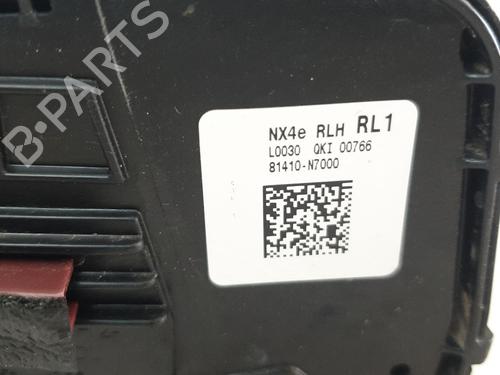 B-PARTS
NX4e RLH RL1
L0030 QKI 00766
81410-N7000